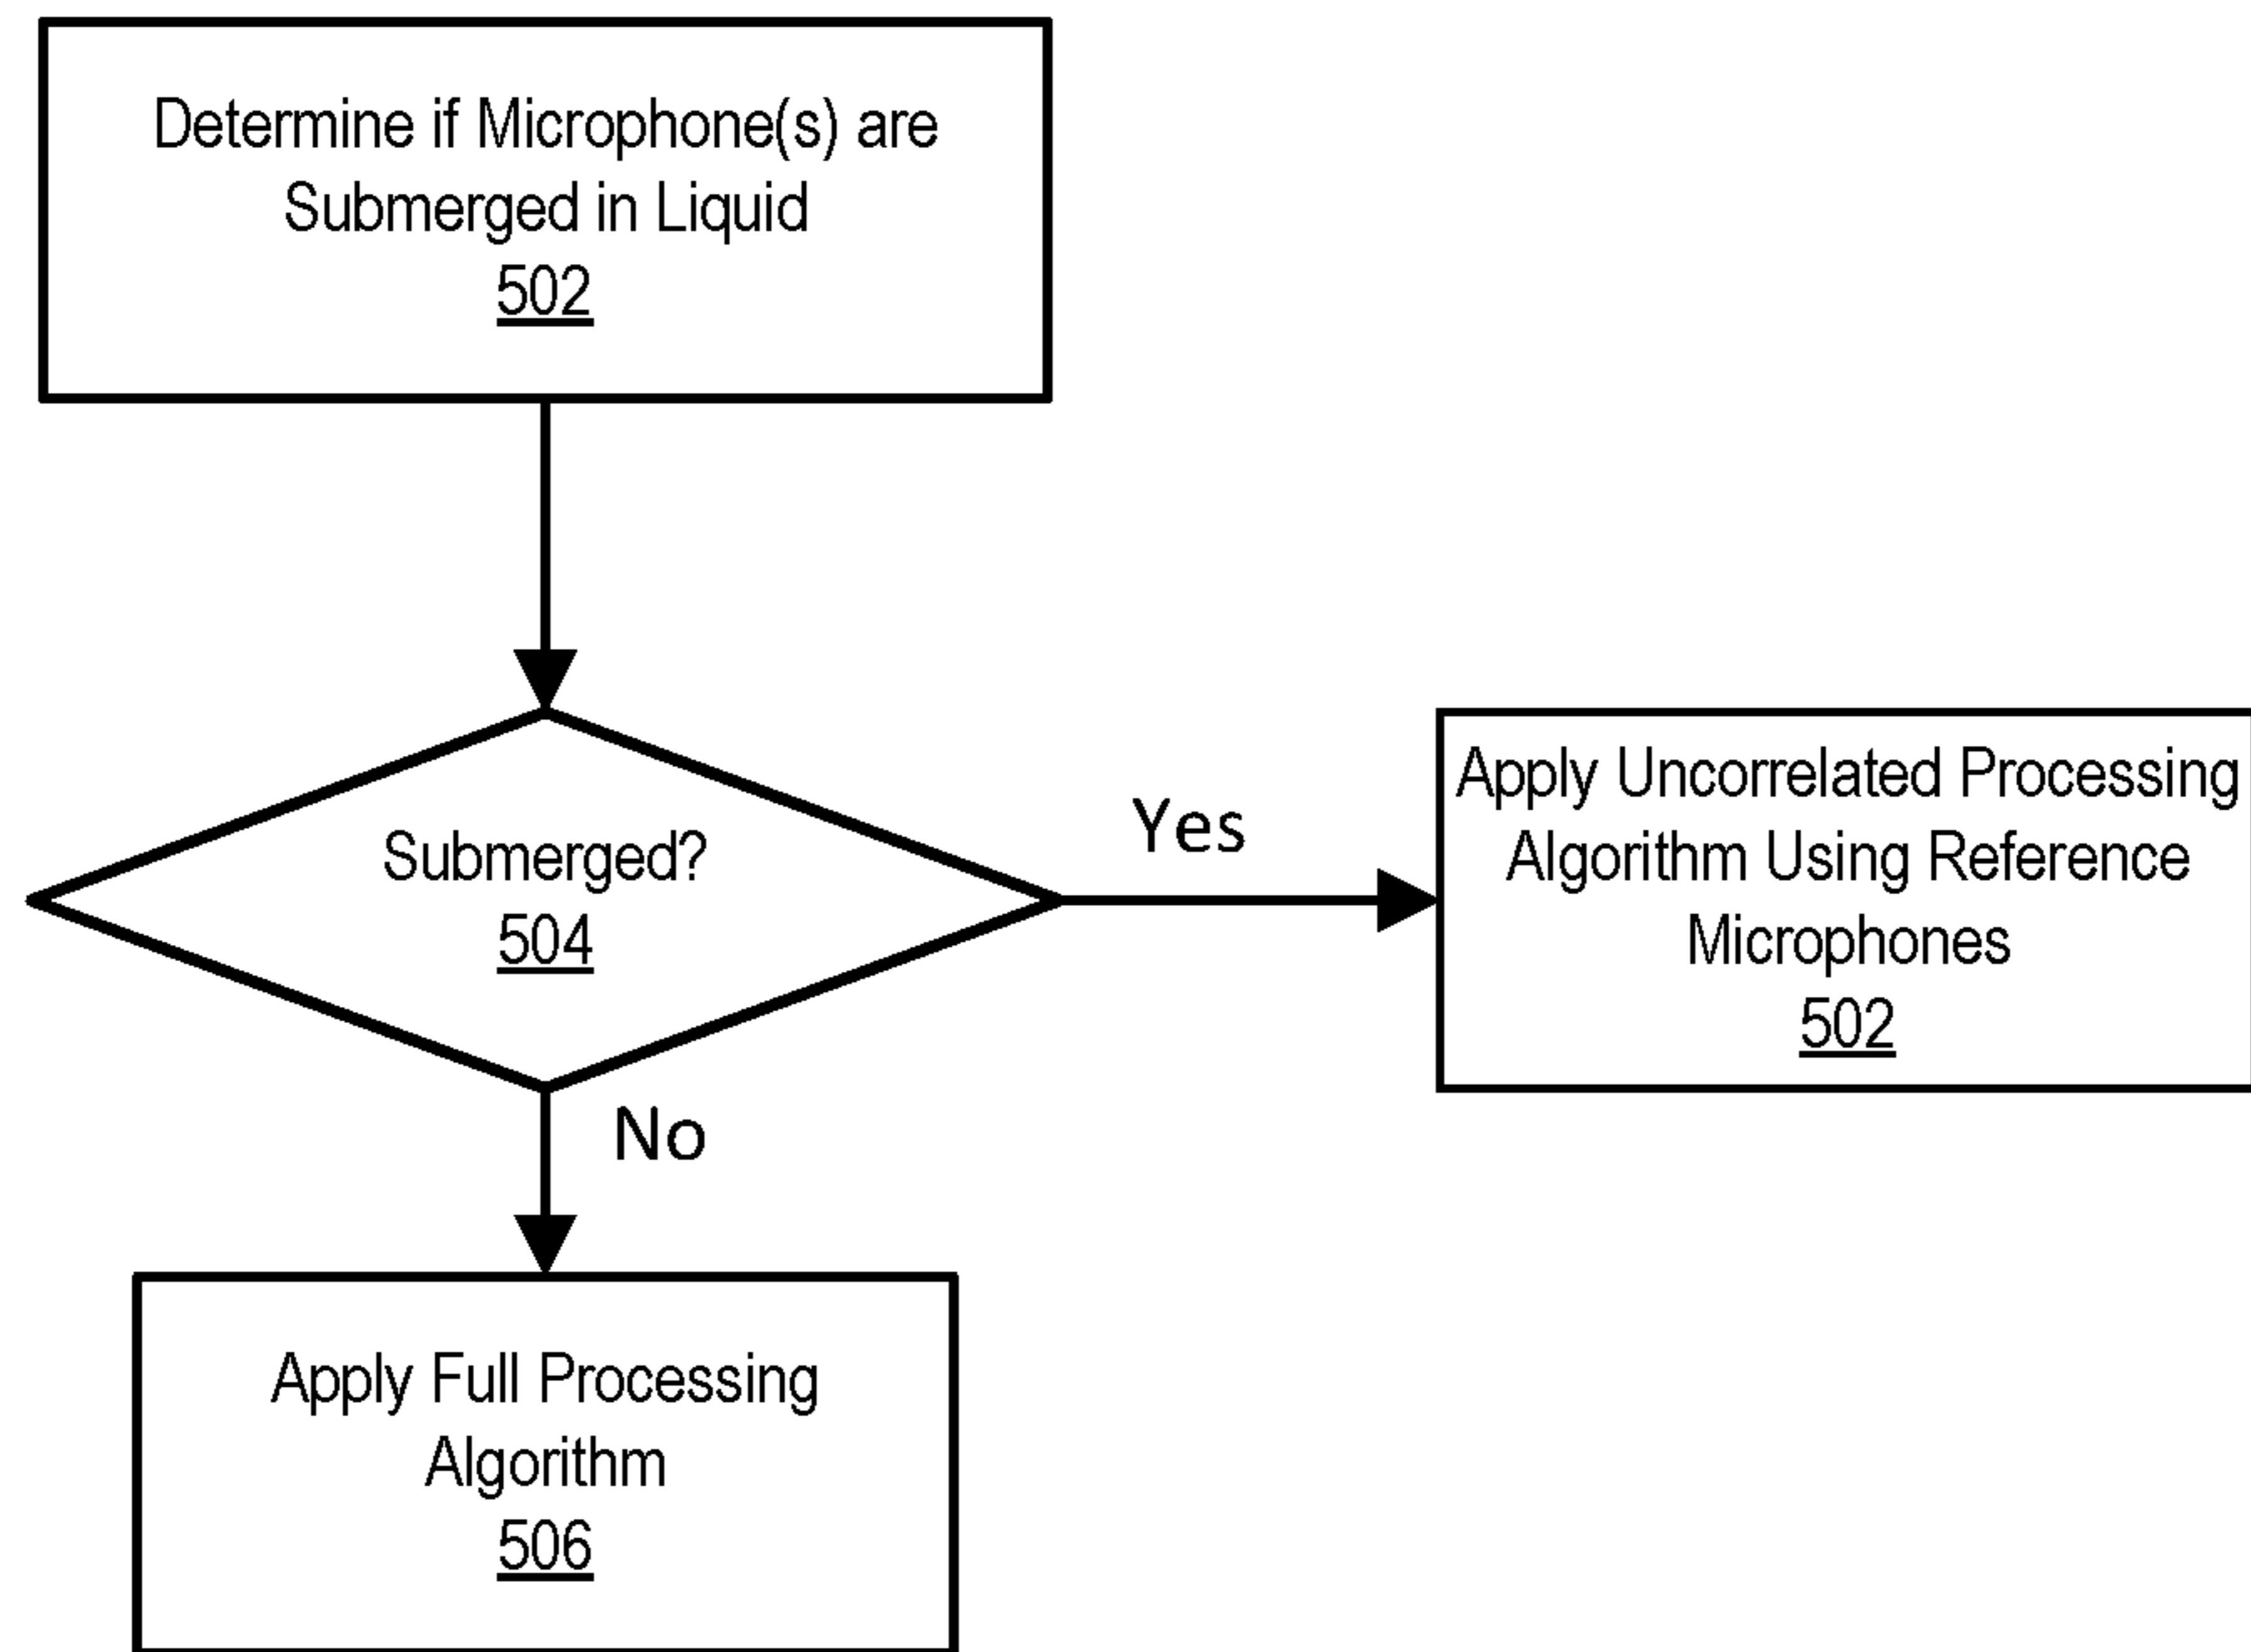 Determine if Microphone(s) are
Submerged in Liquid
502
Submerged?
504
Yes
Apply Uncorrelated Processing
Algorithm Using Reference
Microphones
502
No
Apply Full Processing
Algorithm
506